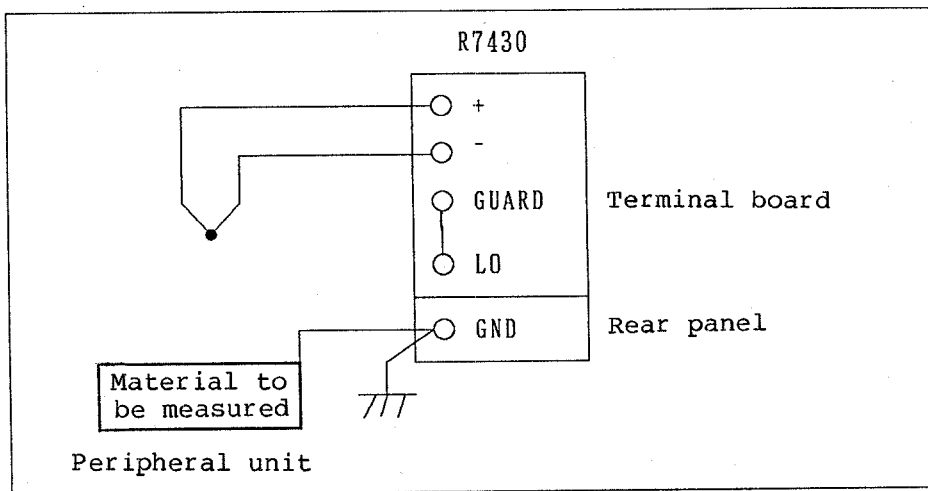 R7430
+
-
GUARD
Terminal board
LO
GND
Rear panel
Material to
be measured
Peripheral unit